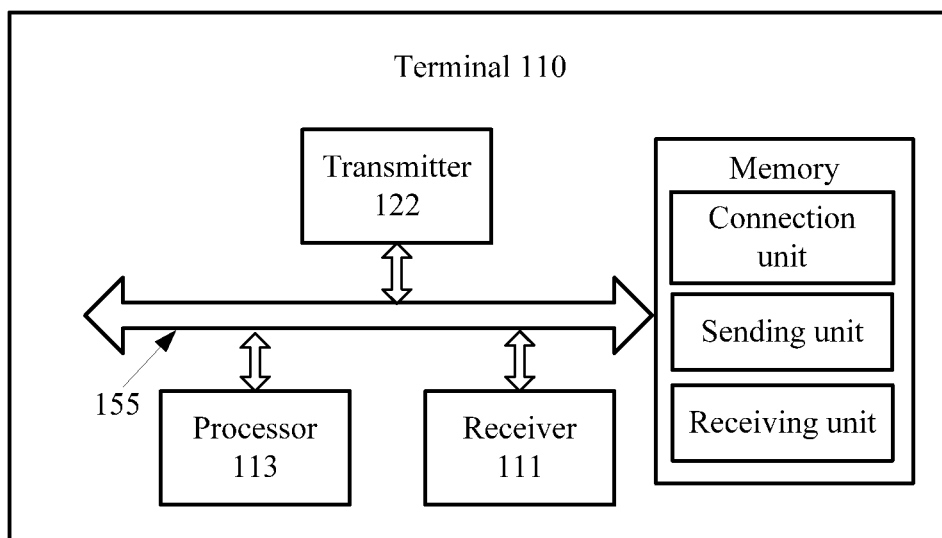 Terminal 110
Transmitter
122
Memory
Connection
unit
Sending unit
Receiving unit
155
Processor
113
Receiver
111